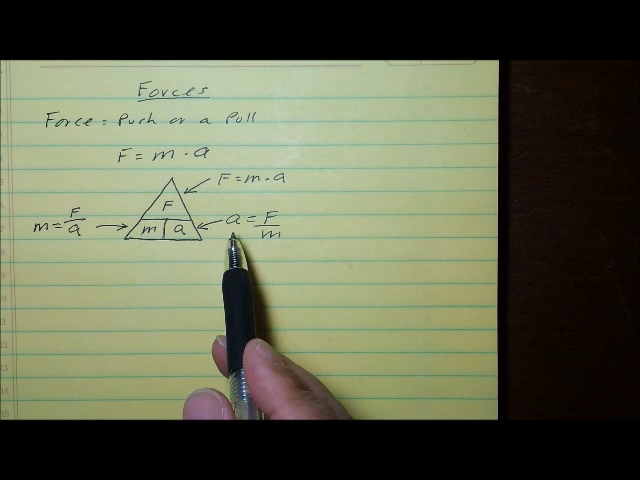 Forces
Force = Push or a Pull
F = m · a
F = m · a
F
m = F/a
m a
a = F/m